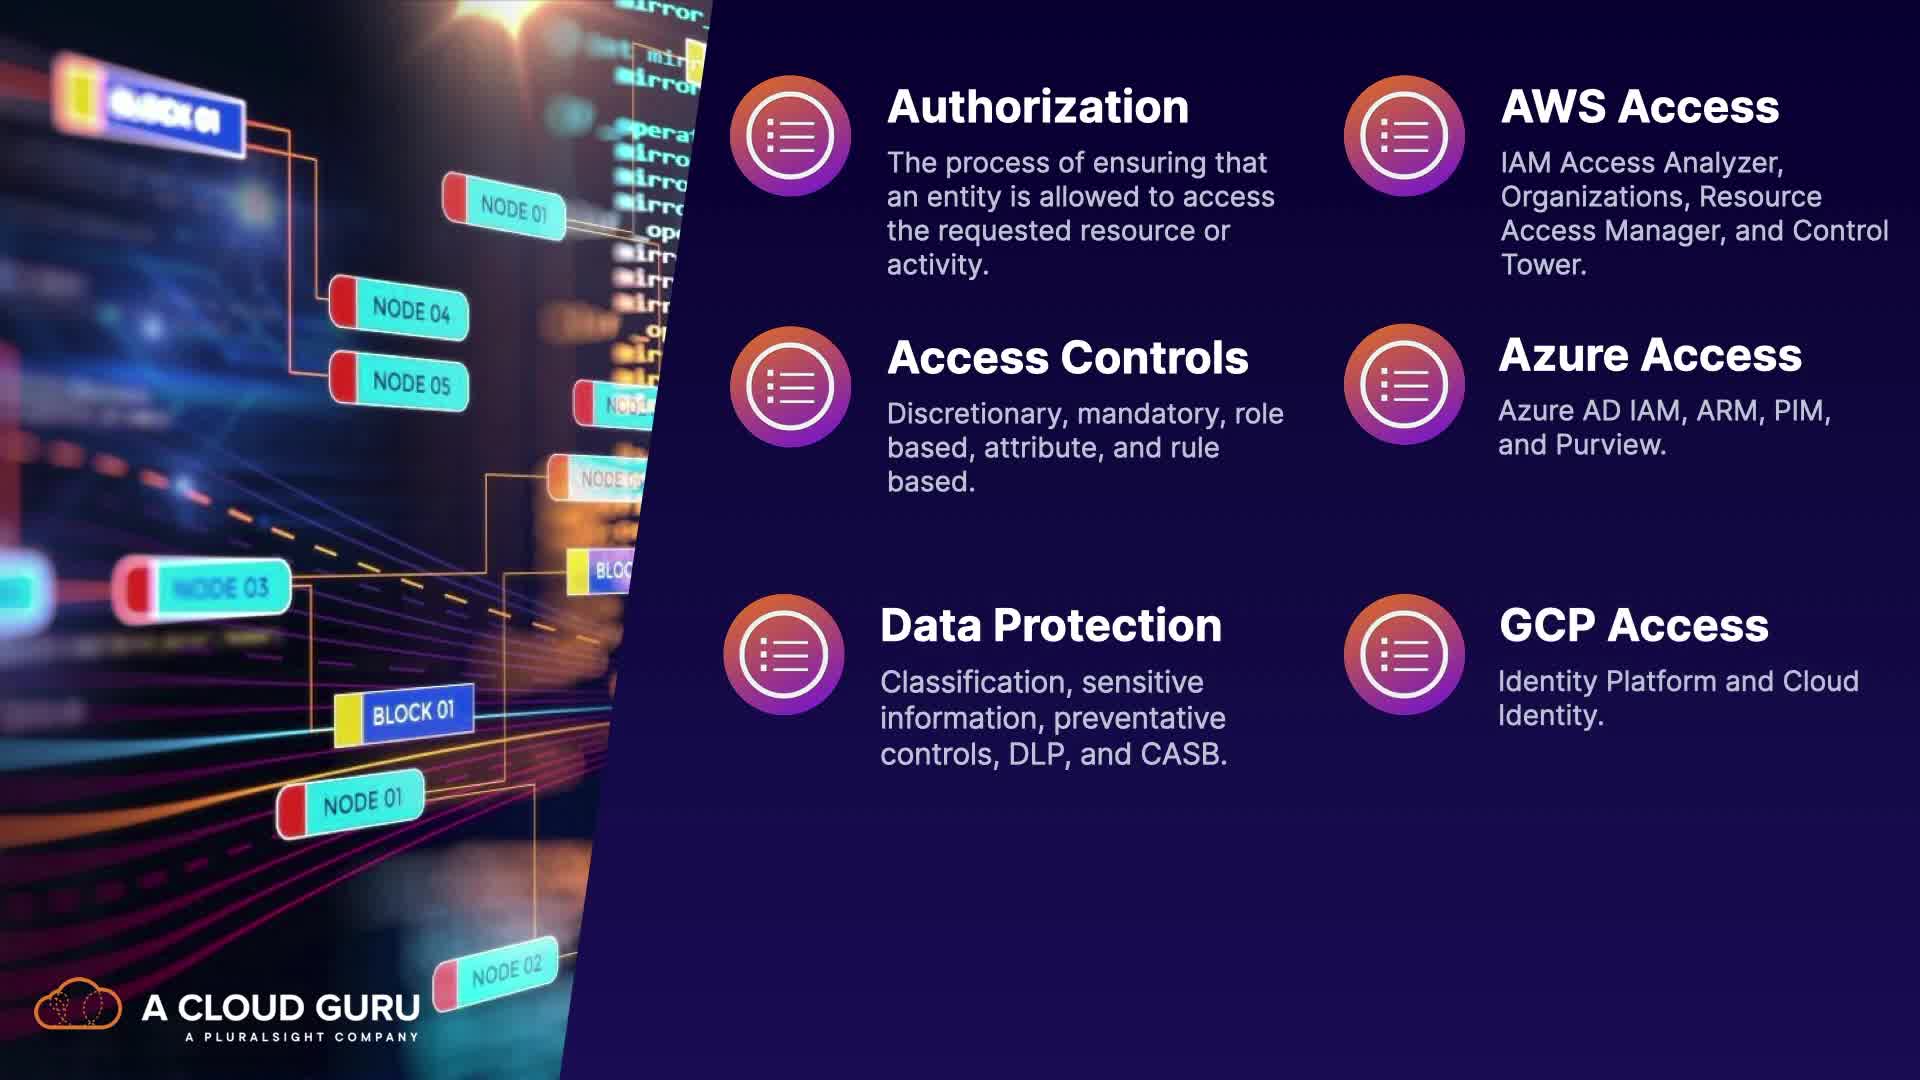 Authorization
The process of ensuring that
an entity is allowed to access
the requested resource or
activity.
Access Controls
Discretionary, mandatory, role
based, attribute, and rule
based.
Data Protection
Classification, sensitive
information, preventative
controls, DLP, and CASB.
AWS Access
IAM Access Analyzer,
Organizations, Resource
Access Manager, and Control
Tower.
Azure Access
Azure AD IAM, ARM, PIM,
and Purview.
GCP Access
Identity Platform and Cloud
Identity.
BLOCK 01
NODE 01
NODE 04
NODE 05
NODE 03
BLOCK 01
NODE 01
NODE 02
A CLOUD GURU
A PLURALSIGHT COMPANY